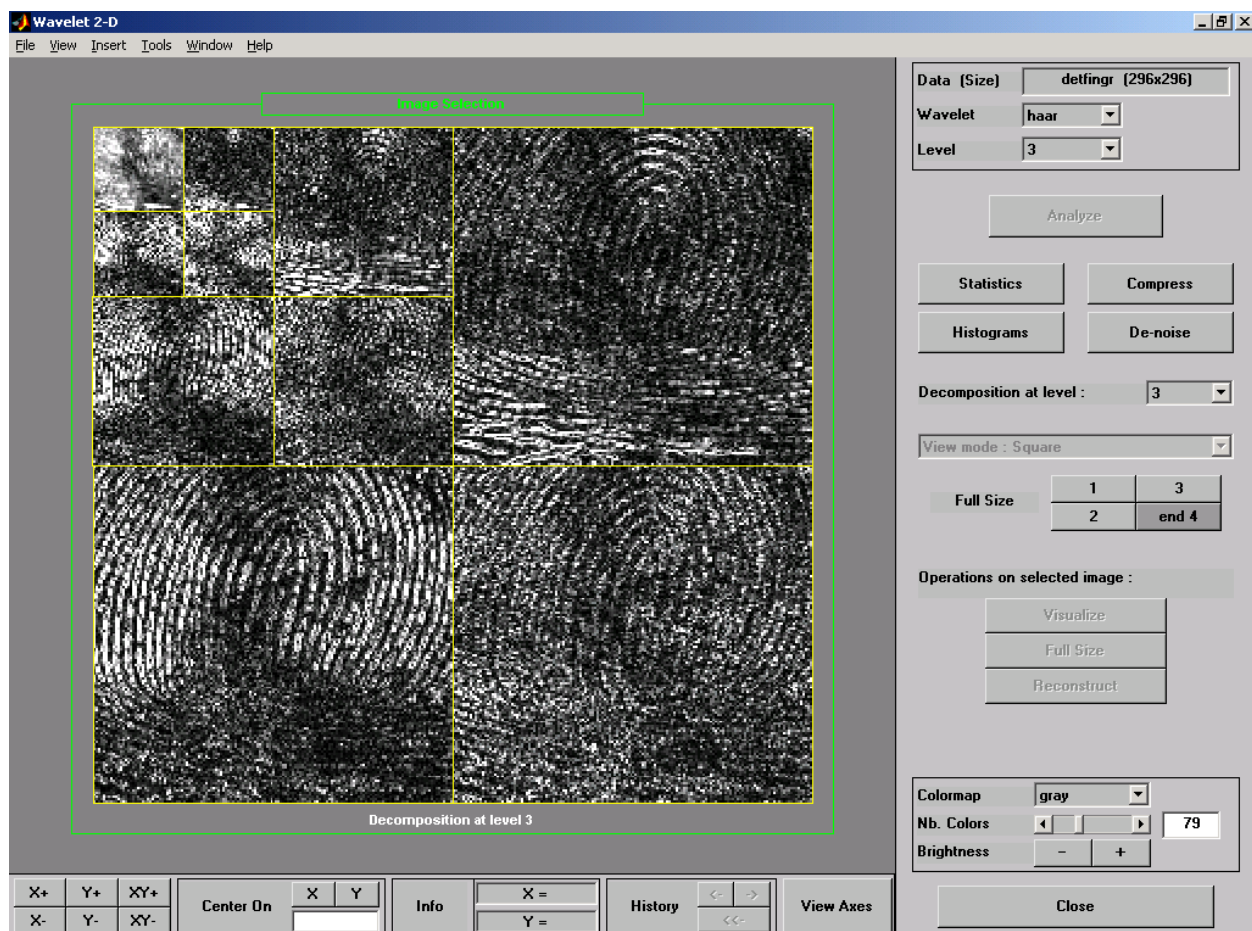 Wavelet 2-D
File View Insert Tools Window Help
Image Selection
Decomposition at level 3
Data (Size) detfingr (296x296)
Wavelet haar
Level 3
Analyze
Statistics Compress
Histograms De-noise
Decomposition at level : 3
View mode : Square
Full Size 1 3
2 end 4
Operations on selected image :
Visualize
Full Size
Reconstruct
Colormap gray
Nb. Colors 79
Brightness - +
X+ Y+ XY+ Center On X Y Info X = History <- -> View Axes Close
X- Y- XY- Y = <<-